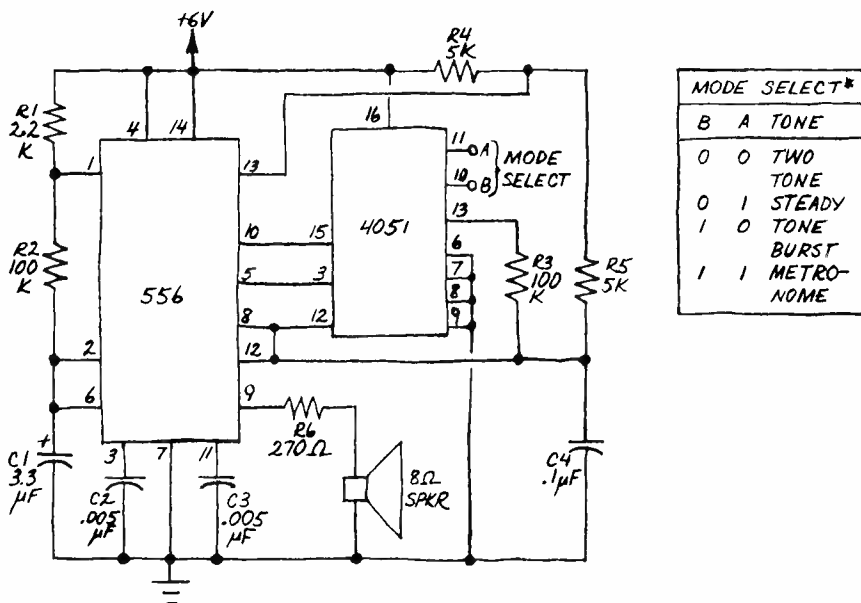 +6V
R4
5K
R1
2.2
K
4
14
16
1
13
11
A
10
B
MODE
SELECT
13
10
15
4051
6
R2
100
K
556
5
3
7
R3
100
K
R5
5K
8
12
8
9
2
12
6
9
R6
270Ω
+
C1
3.3
µF
3
7
11
C2
.005
µF
C3
.005
µF
8Ω
SPKR
C4
.1µF
MODE SELECT*
B A TONE
0 0 TWO
TONE
0 1 STEADY
1 0 TONE
BURST
1 1 METRO-
NOME